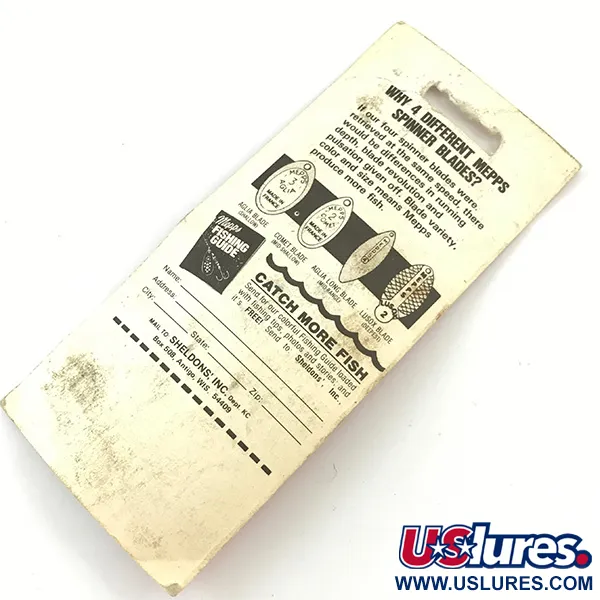 WHY 4 DIFFERENT MEPPS
SPINNER BLADES?
If our four spinner blades were
retrieved at the same speed, there
would be differences in running
depth, blade revolution and
pulsation given off. Blade variety,
color and size means Mepps
produce more fish.
MEPPS
3
MADE IN
FRANCE
MEPPS
2
MADE IN
FRANCE
2
AGLIA BLADE
(SHALLOW)
COMET BLADE
(MID-SHALLOW)
AGLIA LONG BLADE
(MID-RANGE)
LUSOX BLADE
Mepps
FISHING
GUIDE
CATCH MORE FISH
Send for our colorful Fishing Guide loaded
with fishing tips, photos and stories, and
it's FREE! Send to Sheldons', Inc.,
Name:
Address:
City:
State:
Zip:
MAIL TO SHELDONS', INC. Dept. KC
Box 508, Antigo, WIS. 54409
USlures.
WWW.USLURES.COM